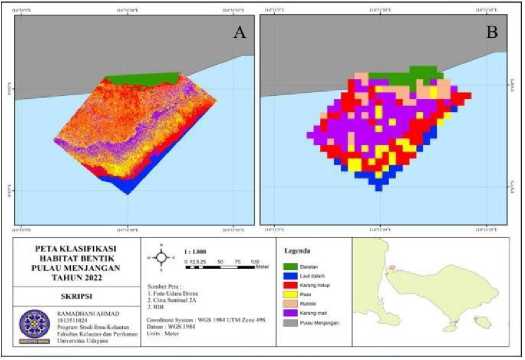 A
B
PETA KLASIFIKASI
HABITAT BENTIK
PULAU MENJANGAN
TAHUN 2022
SKRIPSI
RAMADHANI AHMAD
1813511024
Program Studi Ilmu Kelautan
Fakultas Kelautan dan Perikanan
Universitas Udayana
1 : 1.800
0 12.5 25 50 75 100
Meter
Sumber Peta :
1. Foto Udara Drone
2. Citra Sentinel 2A
3. RBI
Coordinate System : WGS 1984 UTM Zone 49S
Datum : WGS 1984
Units : Meter
Legenda
Daratan
Laut dalam
Karang hidup
Pasir
Rubble
Karang mati
Pulau Menjangan